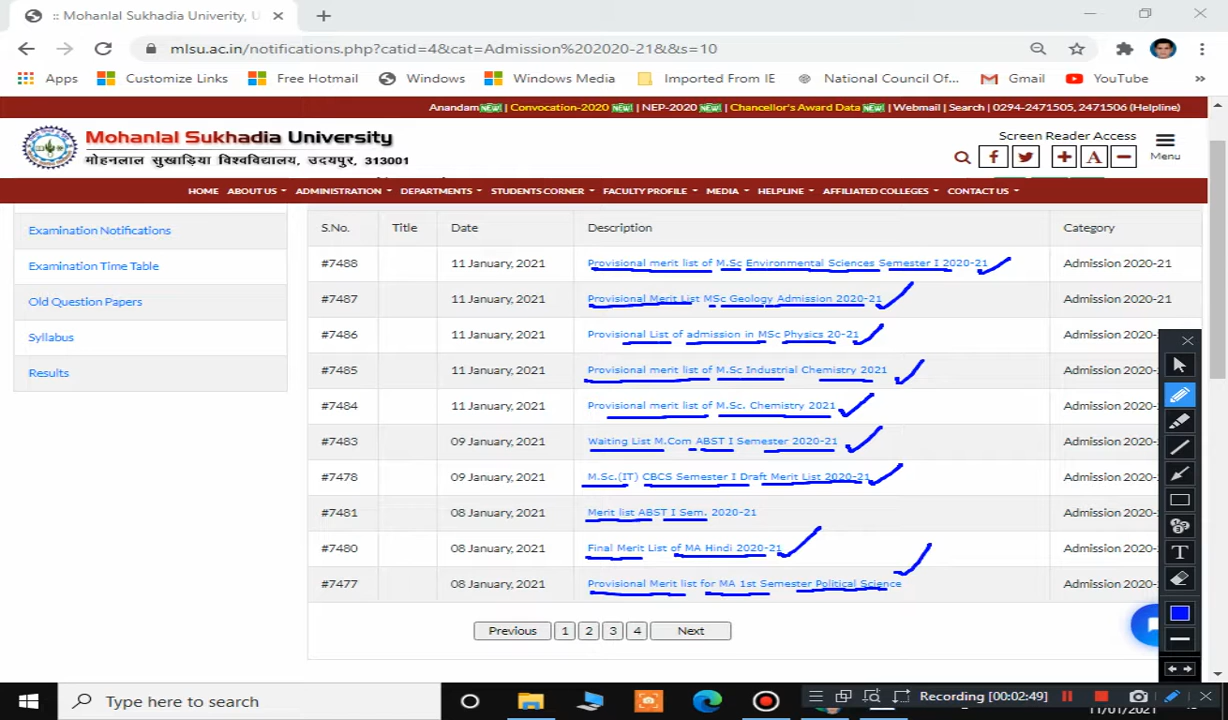 :: Mohanlal Sukhadia Univerity, U
mlsu.ac.in/notifications.php?catid=4&cat=Admission%202020-21&&s=10
Apps Customize Links Free Hotmail Windows Windows Media Imported From IE National Council Of... Gmail YouTube »
Anandam NEW! | Convocation-2020 NEW! | NEP-2020 NEW! | Chancellor's Award Data NEW! | Webmail | Search | 0294-2471505, 2471506 (Helpline)
Mohanlal Sukhadia University
मोहनलाल सुखाड़िया विश्वविद्यालय, उदयपुर, 313001
Screen Reader Access
A
Menu
HOME ABOUT US ADMINISTRATION DEPARTMENTS STUDENTS CORNER FACULTY PROFILE MEDIA HELPLINE AFFILIATED COLLEGES CONTACT US
Examination Notifications
Examination Time Table
Old Question Papers
Syllabus
Results
S.No. Title Date Description Category
#7488 11 January, 2021 Provisional merit list of M.Sc Environmental Sciences Semester I 2020-21 Admission 2020-21
#7487 11 January, 2021 Provisional Merit List MSc Geology Admission 2020-21 Admission 2020-21
#7486 11 January, 2021 Provisional List of admission in MSc Physics 20-21 Admission 2020-
#7485 11 January, 2021 Provisional merit list of M.Sc Industrial Chemistry 2021 Admission 2020-
#7484 11 January, 2021 Provisional merit list of M.Sc. Chemistry 2021 Admission 2020-
#7483 09 January, 2021 Waiting List M.Com ABST I Semester 2020-21 Admission 2020-
#7478 09 January, 2021 M.Sc.(IT) CBCS Semester I Draft Merit List 2020-21 Admission 2020-
#7481 08 January, 2021 Merit list ABST I Sem. 2020-21 Admission 2020-
#7480 08 January, 2021 Final Merit List of MA Hindi 2020-21 Admission 2020-
#7477 08 January, 2021 Provisional Merit list for MA 1st Semester Political Science Admission 2020-
Previous 1 2 3 4 Next
T
Type here to search
Recording [00:02:49]
11/01/2021